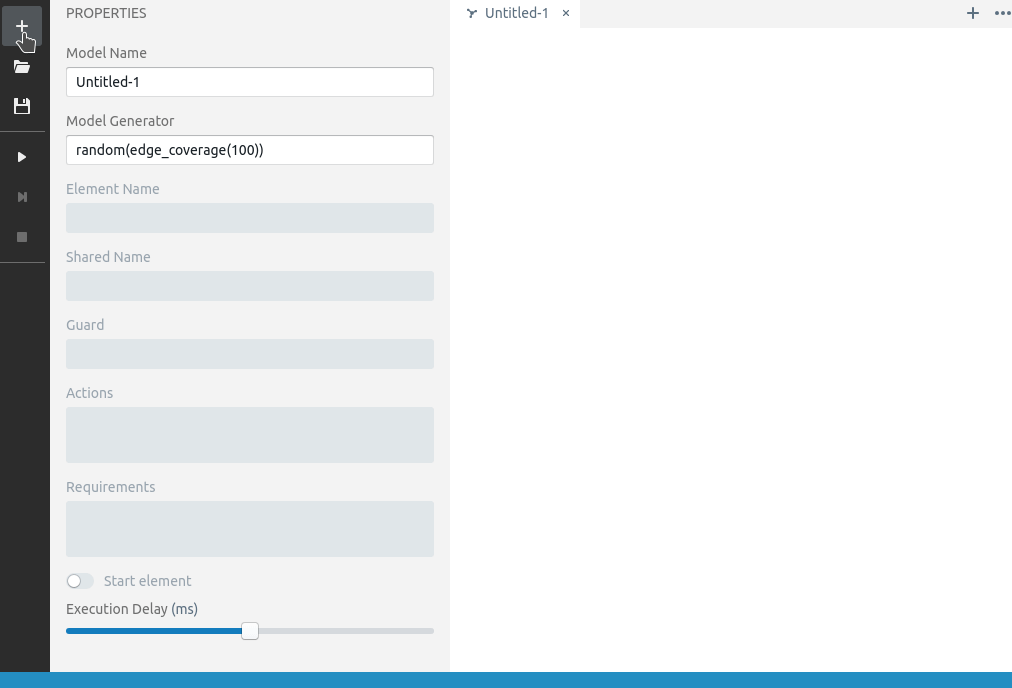 PROPERTIES
Untitled-1
Model Name
Untitled-1
Model Generator
random(edge_coverage(100))
Element Name
Shared Name
Guard
Actions
Requirements
Start element
Execution Delay (ms)